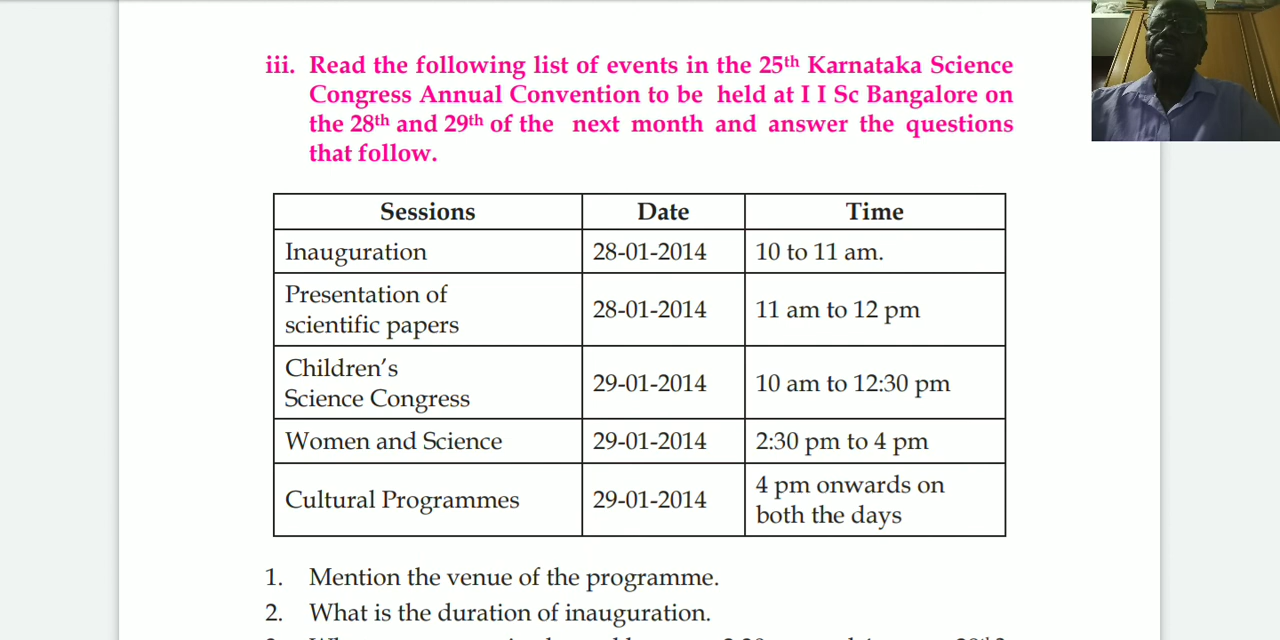 iii. Read the following list of events in the 25th Karnataka Science
Congress Annual Convention to be held at I I Sc Bangalore on
the 28th and 29th of the next month and answer the questions
that follow.
Sessions Date Time
Inauguration 28-01-2014 10 to 11 am.
Presentation of
scientific papers 28-01-2014 11 am to 12 pm
Children's
Science Congress 29-01-2014 10 am to 12:30 pm
Women and Science 29-01-2014 2:30 pm to 4 pm
Cultural Programmes 29-01-2014 4 pm onwards on
both the days
1. Mention the venue of the programme.
2. What is the duration of inauguration.